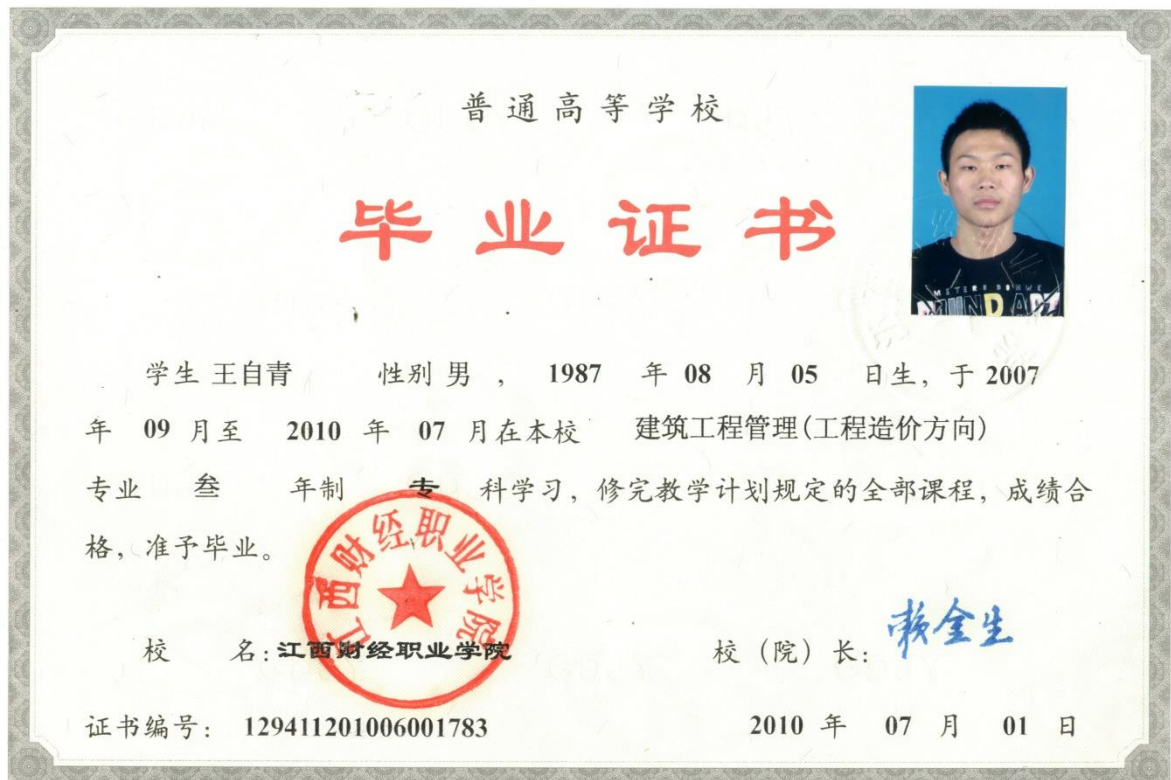 普通高等学校
毕业证书
METERS BONWE
学生 王自青 性别 男 , 1987 年 08 月 05 日生, 于 2007
年 09 月至 2010 年 07 月在本校 建筑工程管理(工程造价方向)
专业 叁 年制 专 科学习, 修完教学计划规定的全部课程, 成绩合
格, 准予毕业。
江西财经职业学院
校 名: 江西财经职业学院 校 (院) 长: 赖金生
证书编号: 129411201006001783 2010 年 07 月 01 日